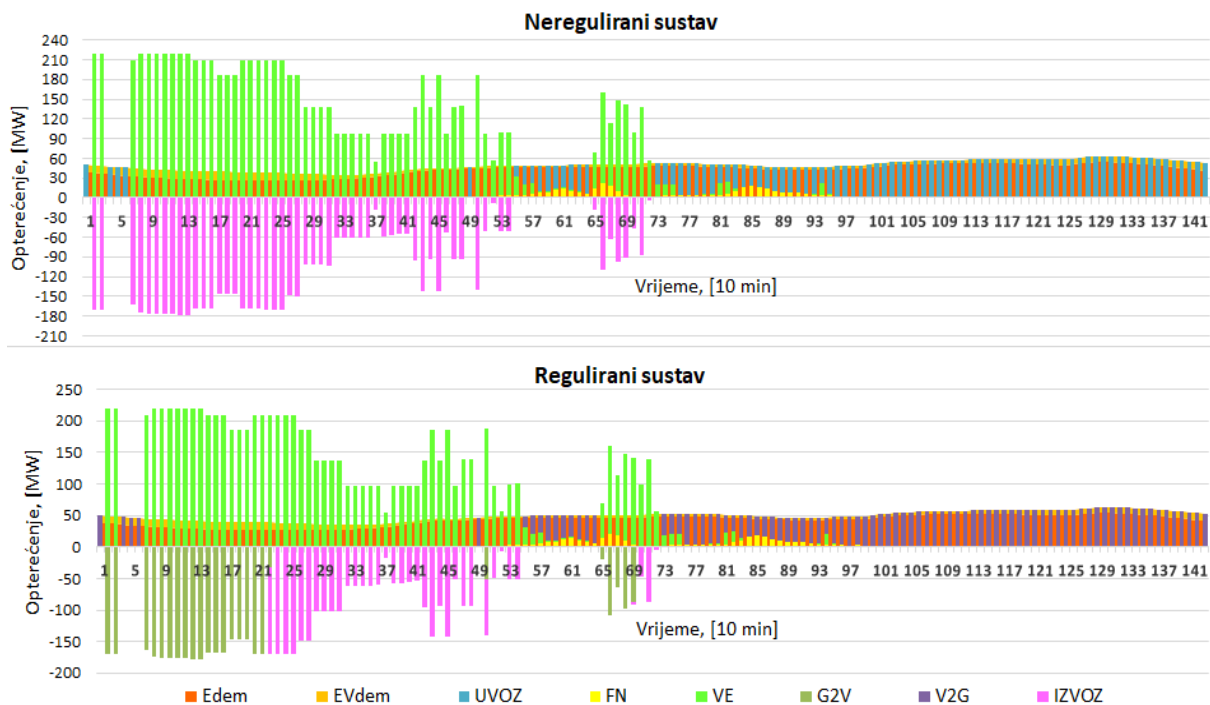 Neregulirani sustav
Opterećenje, [MW]
240
210
180
150
120
90
60
30
0
-30
-60
-90
-120
-150
-180
-210
1 5 9 13 17 21 25 29 33 37 41 45 49 53 57 61 65 69 73 77 81 85 89 93 97 101 105 109 113 117 121 125 129 133 137 141
Vrijeme, [10 min]
Regulirani sustav
Opterećenje, [MW]
250
200
150
100
50
0
-50
-100
-150
-200
1 5 9 13 17 21 25 29 33 37 41 45 49 53 57 61 65 69 73 77 81 85 89 93 97 101 105 109 113 117 121 125 129 133 137 141
Vrijeme, [10 min]
Edem EVdem UVOZ FN VE G2V V2G IZVOZ